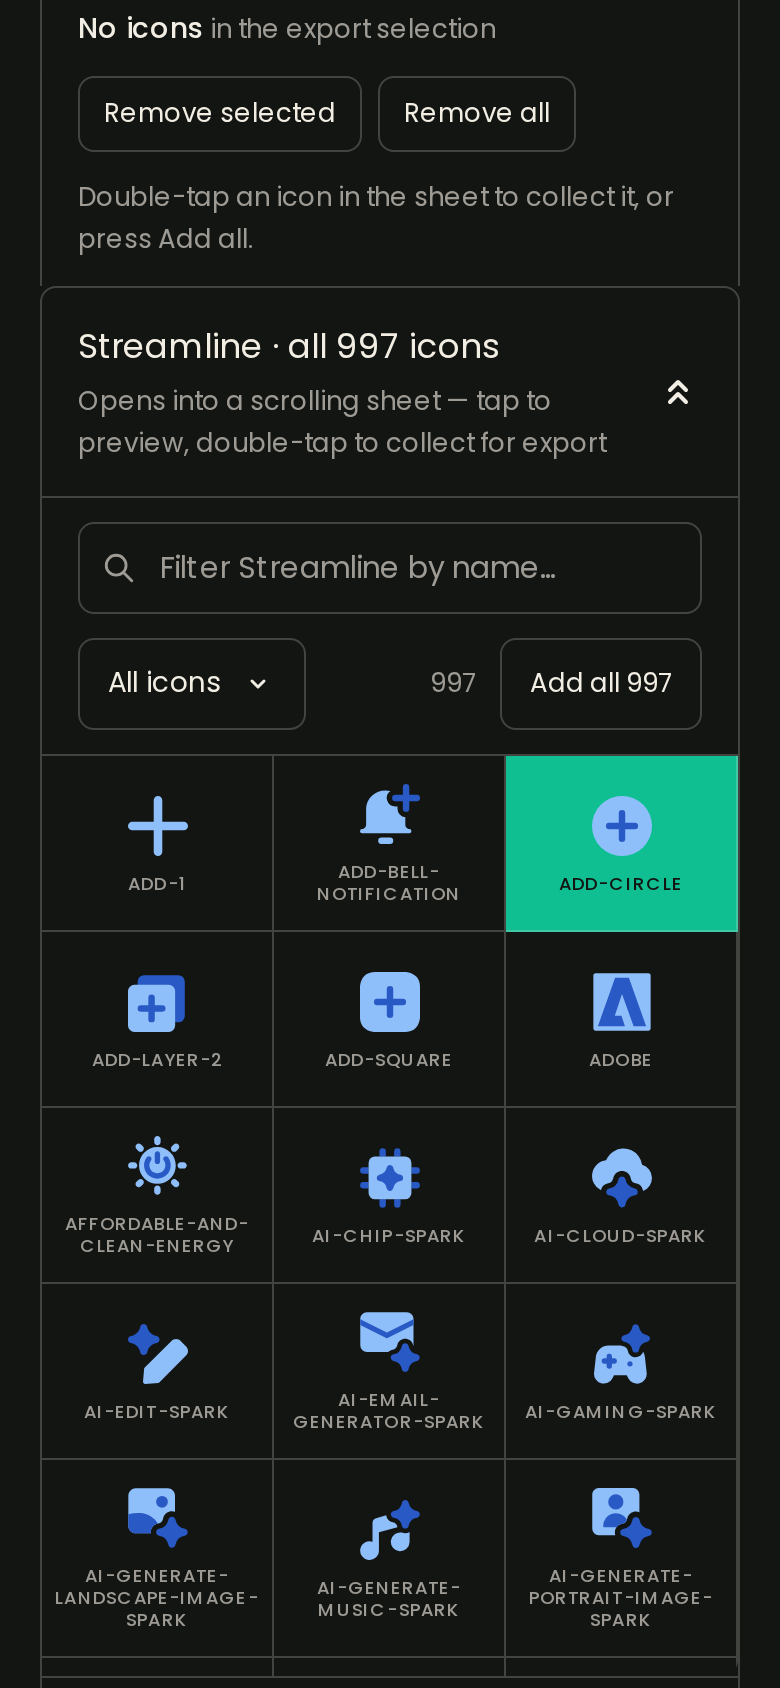 No icons in the export selection
Remove selected
Remove all
Double-tap an icon in the sheet to collect it, or
press Add all.
Streamline · all 997 icons
Opens into a scrolling sheet — tap to
preview, double-tap to collect for export
Filter Streamline by name…
All icons
997
Add all 997
ADD-1
ADD-BELL-
NOTIFICATION
ADD-CIRCLE
ADD-LAYER-2
ADD-SQUARE
ADOBE
AFFORDABLE-AND-
CLEAN-ENERGY
AI-CHIP-SPARK
AI-CLOUD-SPARK
AI-EDIT-SPARK
AI-EMAIL-
GENERATOR-SPARK
AI-GAMING-SPARK
AI-GENERATE-
LANDSCAPE-IMAGE-
SPARK
AI-GENERATE-
MUSIC-SPARK
AI-GENERATE-
PORTRAIT-IMAGE-
SPARK